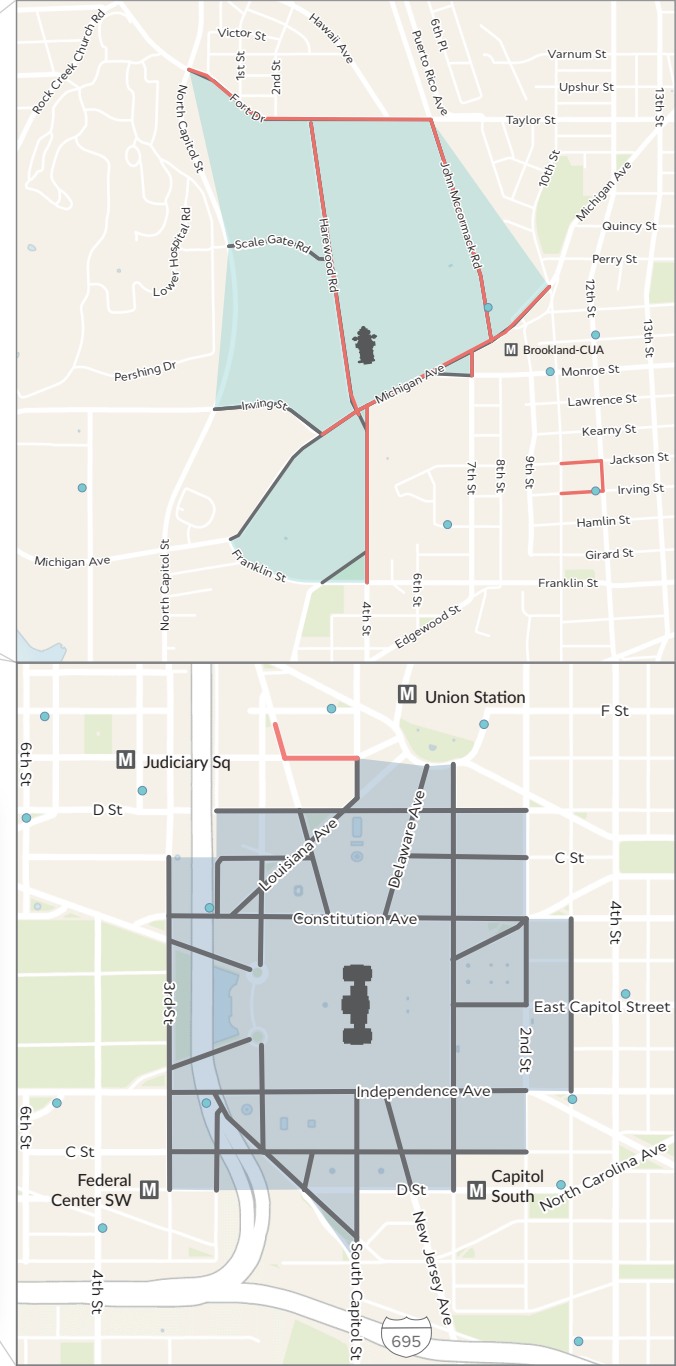 Rock Creek Church Rd
Victor St
Hawaii Ave
6th Pl
Puerto Rico Ave
1st St
2nd St
Varnum St
Upshur St
13th St
Fort Dr
Taylor St
North Capitol St
10th St
Michigan Ave
John Mccormack Rd
Lower Hospital Rd
Scale Gate Rd
Harewood Rd
Quincy St
Perry St
12th St
13th St
M Brookland-CUA
Pershing Dr
Michigan Ave
Monroe St
Irving St
Lawrence St
Kearny St
7th St
8th St
9th St
Jackson St
Irving St
Hamlin St
Michigan Ave
North Capitol St
Franklin St
Girard St
6th St
Franklin St
4th St
Edgewood St
M Union Station
F St
6th St
M Judiciary Sq
D St
Louisiana Ave
Delaware Ave
C St
Constitution Ave
4th St
3rd St
East Capitol Street
2nd St
Independence Ave
6th St
C St
Federal
Center SW M
D St
M Capitol
South
North Carolina Ave
New Jersey Ave
4th St
South Capitol St
695